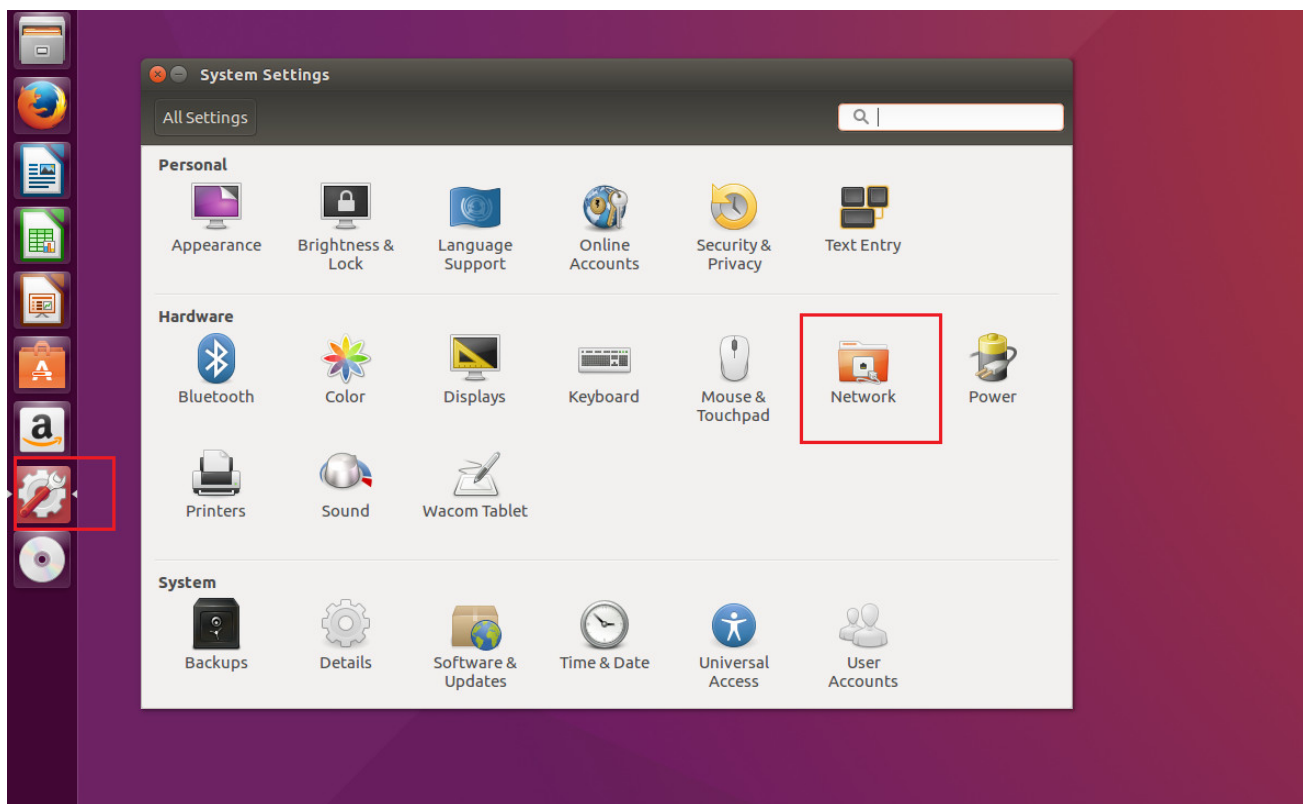 System Settings
All Settings
Personal
Appearance
Brightness & Lock
Language Support
Online Accounts
Security & Privacy
Text Entry
Hardware
Bluetooth
Color
Displays
Keyboard
Mouse & Touchpad
Network
Power
Printers
Sound
Wacom Tablet
System
Backups
Details
Software & Updates
Time & Date
Universal Access
User Accounts